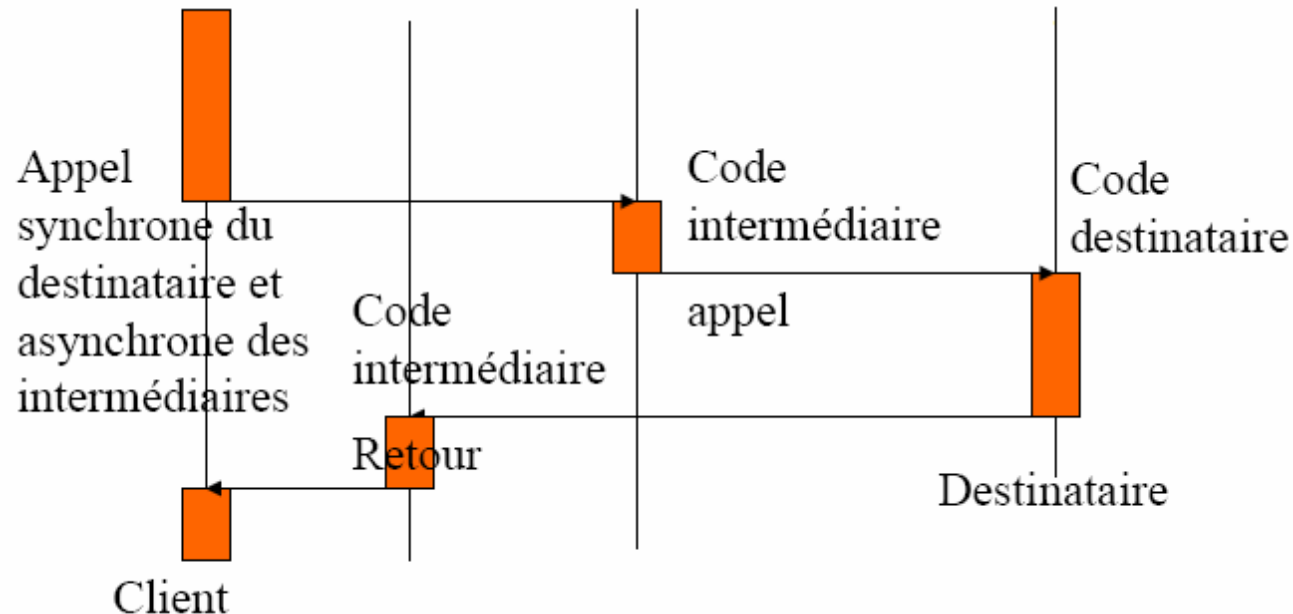 Appel
synchrone du
destinataire et
asynchrone des
intermédiaires
Code
intermédiaire
Code
destinataire
appel
Code
intermédiaire
Retour
Destinataire
Client